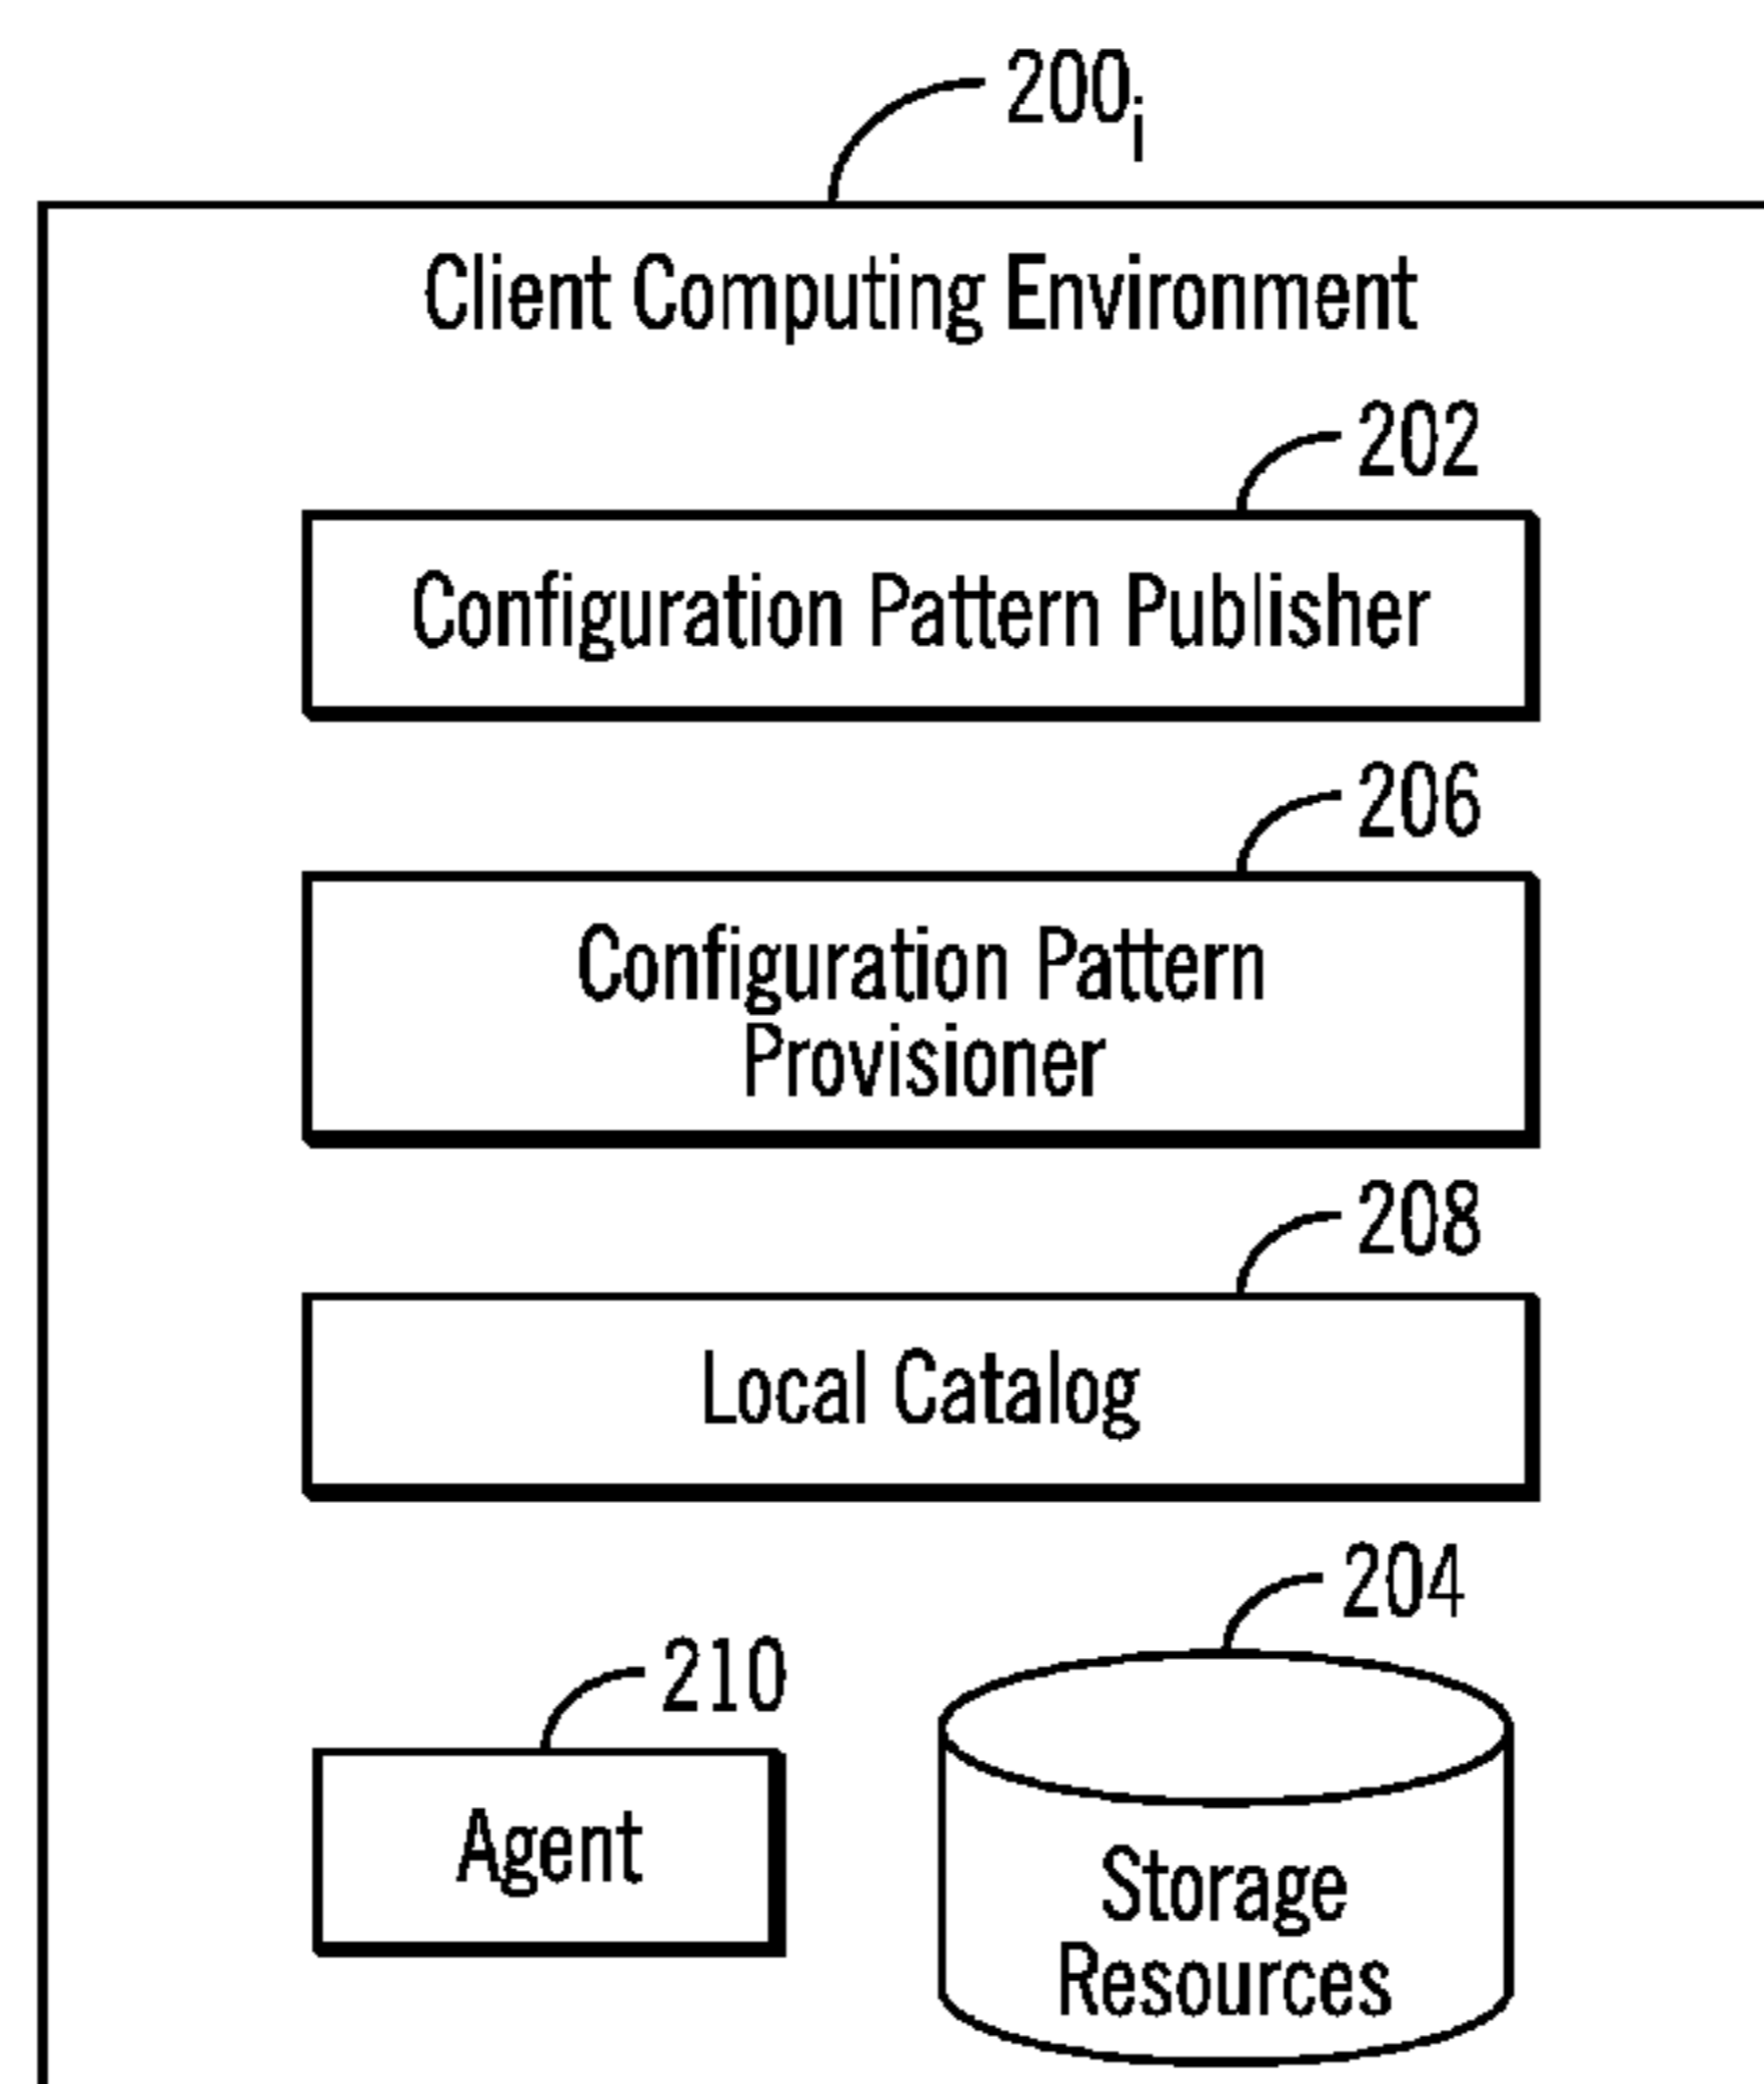 200i
Client Computing Environment
202
Configuration Pattern Publisher
206
Configuration Pattern
Provisioner
208
Local Catalog
204
210
Agent
Storage
Resources